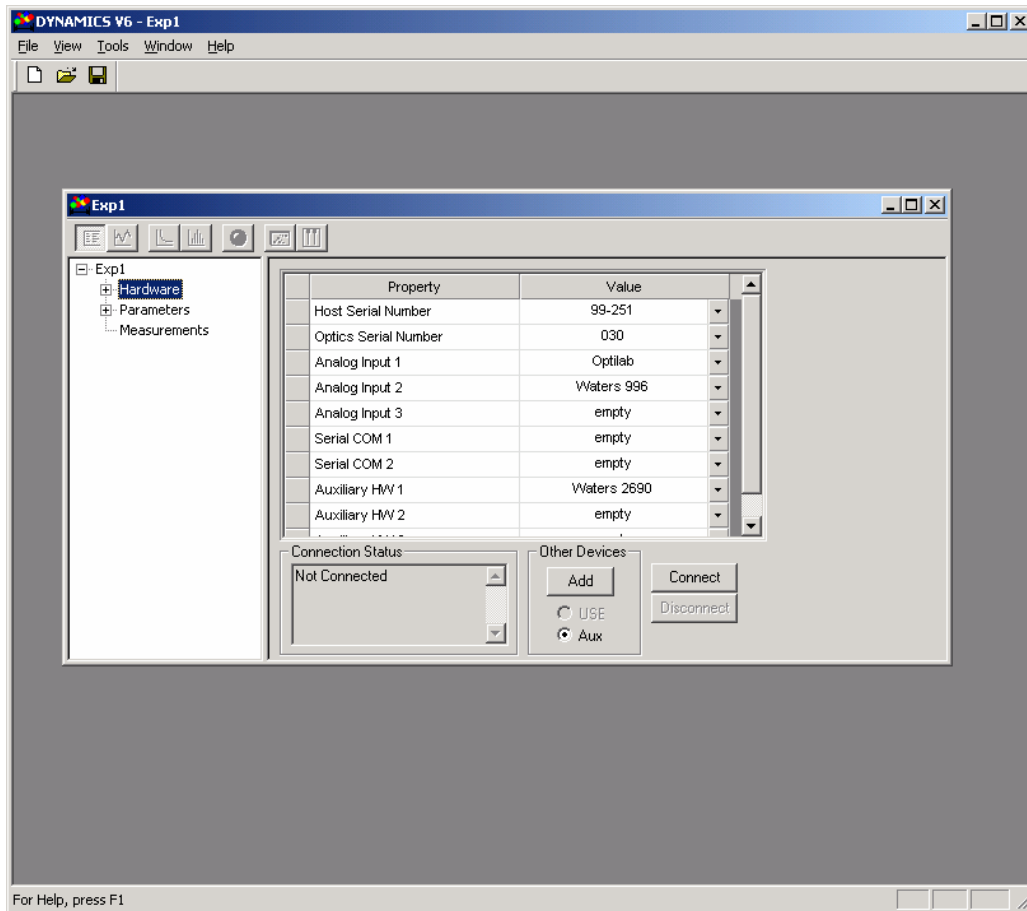 DYNAMICS V6 - Exp1
File View Tools Window Help
Exp1
Exp1
Hardware
Parameters
Measurements
Property Value
Host Serial Number 99-251
Optics Serial Number 030
Analog Input 1 Optilab
Analog Input 2 Waters 996
Analog Input 3 empty
Serial COM 1 empty
Serial COM 2 empty
Auxiliary HW 1 Waters 2690
Auxiliary HW 2 empty
Connection Status
Not Connected
Other Devices
Add
USE
Aux
Connect
Disconnect
For Help, press F1